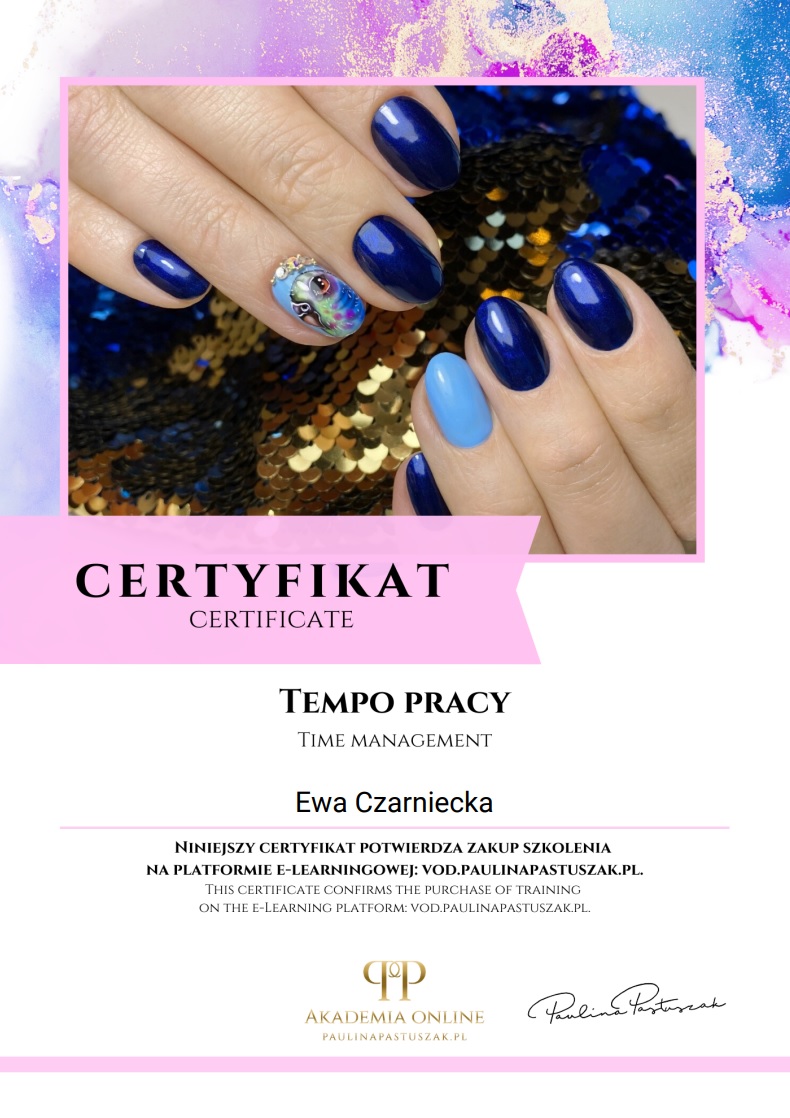 CERTYFIKAT
CERTIFICATE
Tempo pracy
Time management
Ewa Czarniecka
Niniejszy certyfikat potwierdza zakup szkolenia
na platformie e-learningowej: vod.paulinapastuszak.pl.
This certificate confirms the purchase of training
on the e-Learning platform: vod.paulinapastuszak.pl.
PP
Akademia Online
paulinapastuszak.pl
Paulina Pastuszak